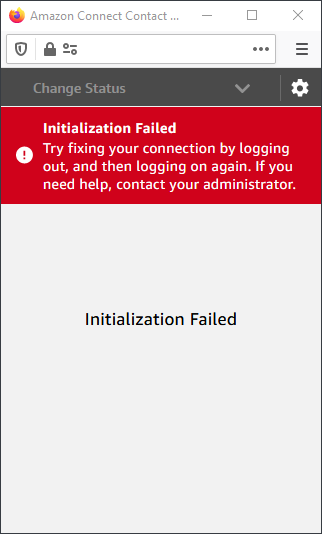 Amazon Connect Contact ...
Change Status
Initialization Failed
Try fixing your connection by logging
out, and then logging on again. If you
need help, contact your administrator.
Initialization Failed